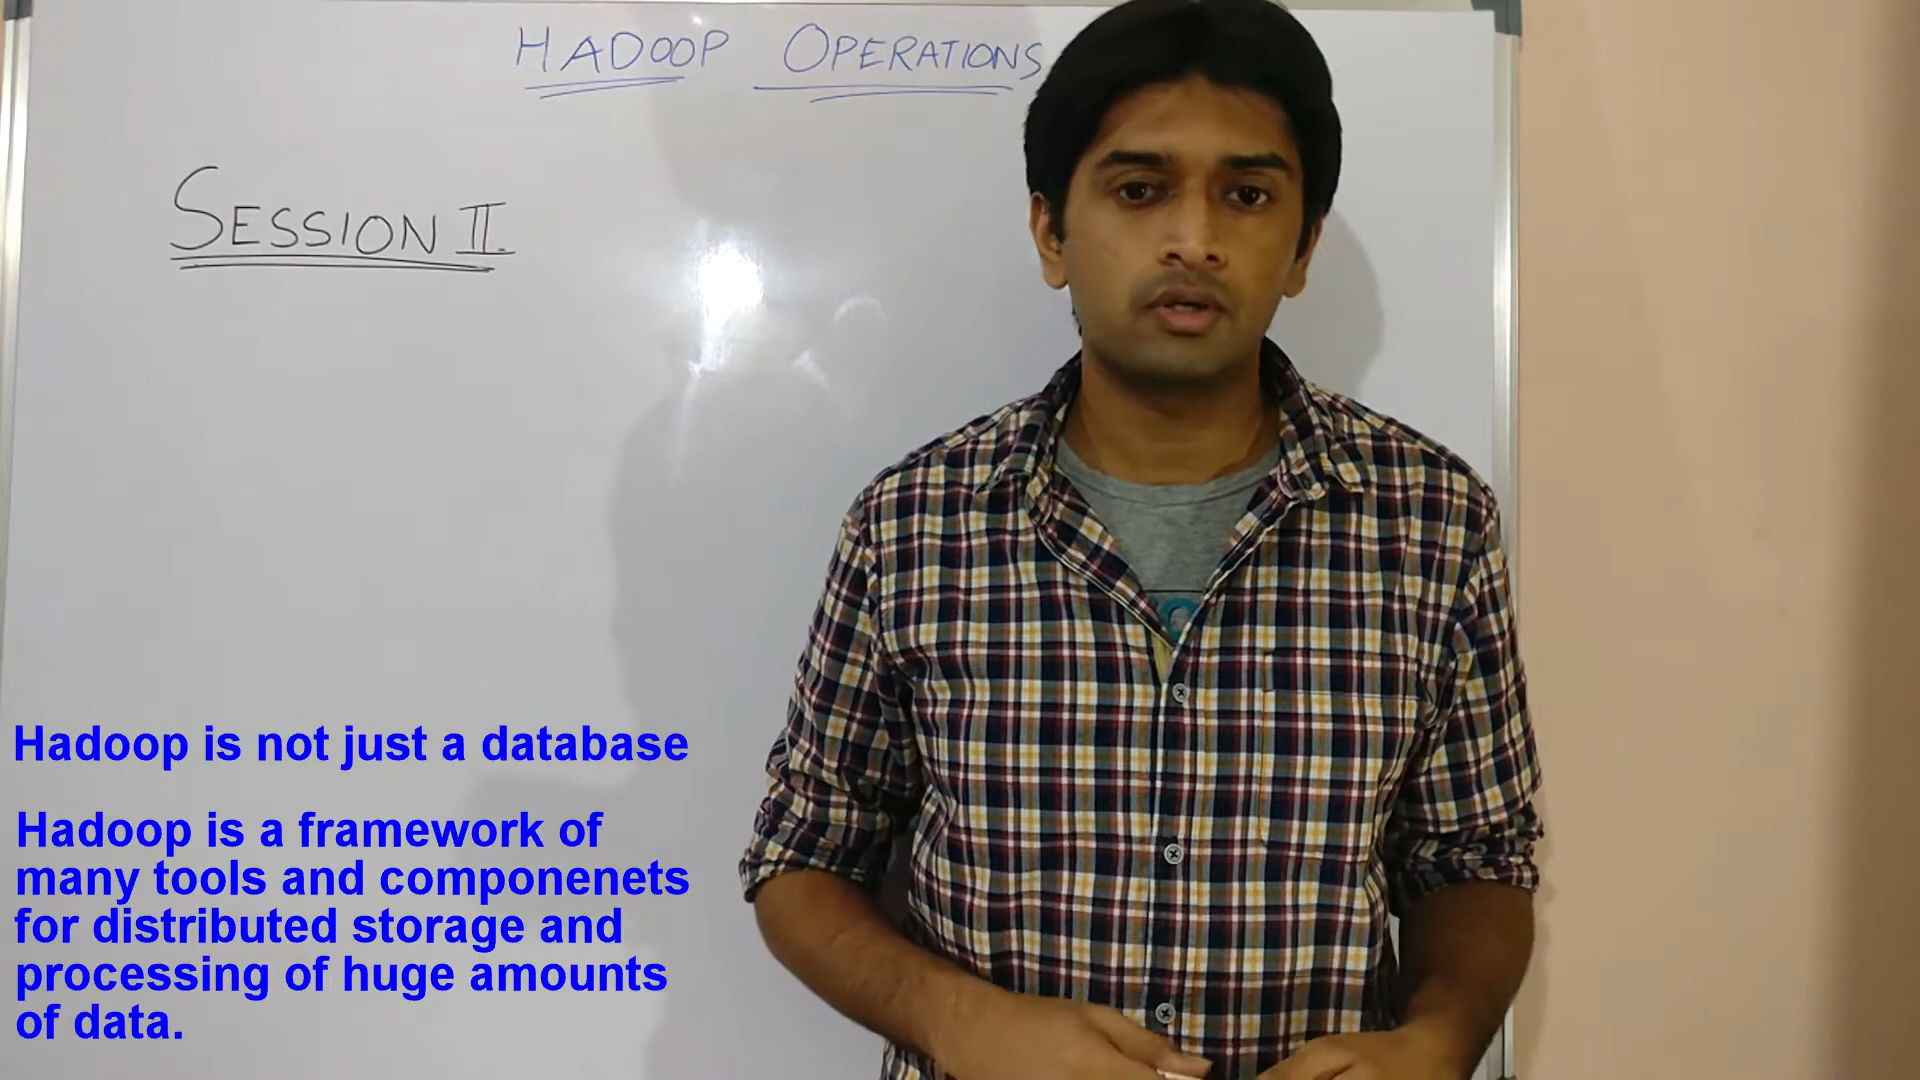 HADOOP OPERATIONS
SESSION II.
Hadoop is not just a database
Hadoop is a framework of
many tools and componenets
for distributed storage and
processing of huge amounts
of data.